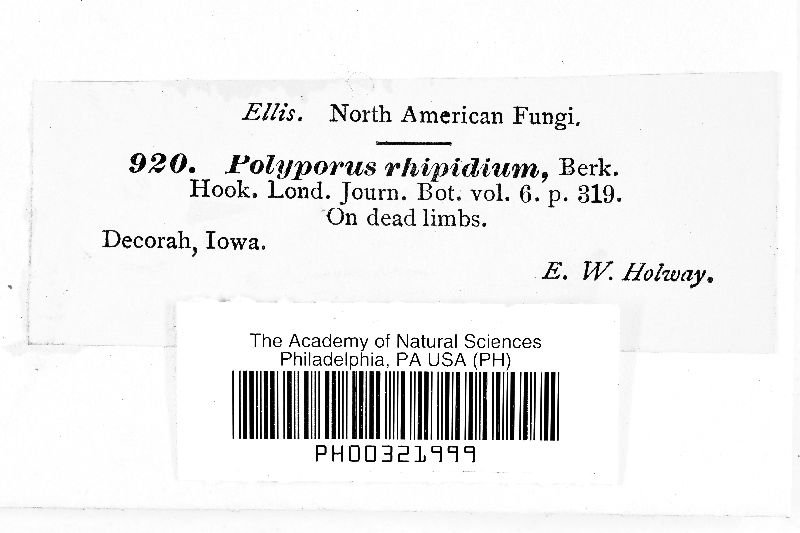 Ellis. North American Fungi.
920. Polyporus rhipidium, Berk.
Hook. Lond. Journ. Bot. vol. 6. p. 319.
On dead limbs.
Decorah, Iowa.
E. W. Holway.
The Academy of Natural Sciences
Philadelphia, PA USA (PH)
PH00321999